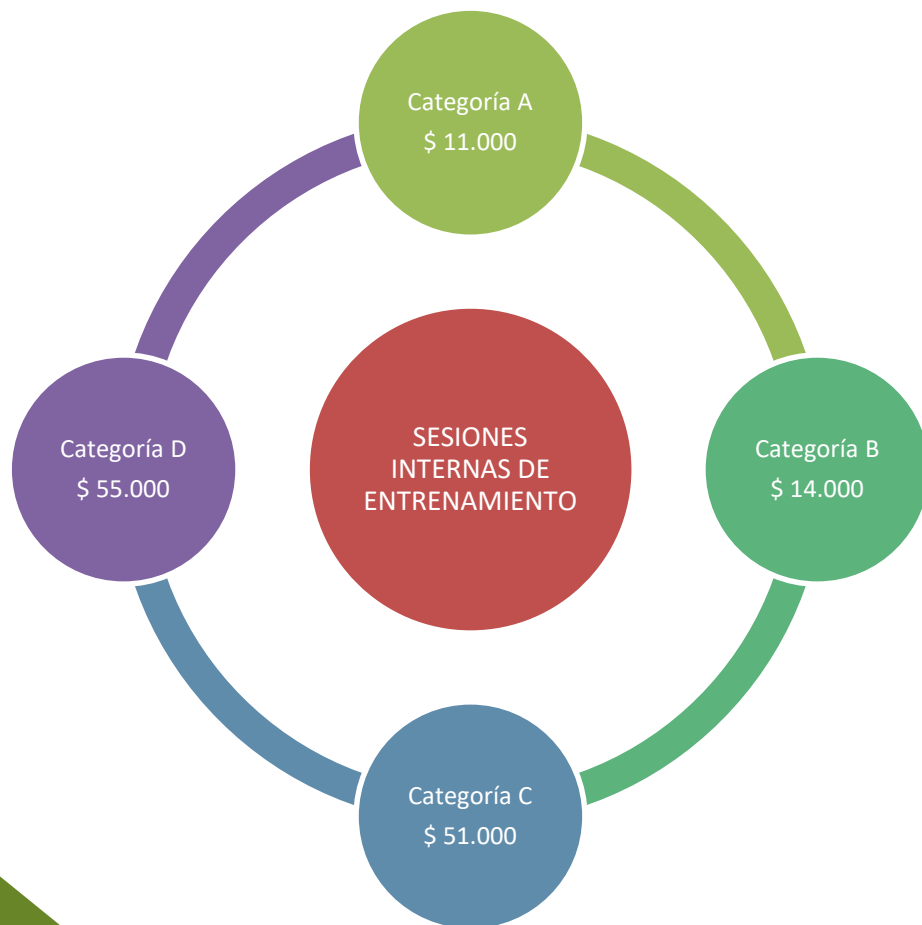 Categoría A
$ 11.000
Categoría D
$ 55.000
SESIONES
INTERNAS DE
ENTRENAMIENTO
Categoría B
$ 14.000
Categoría C
$ 51.000